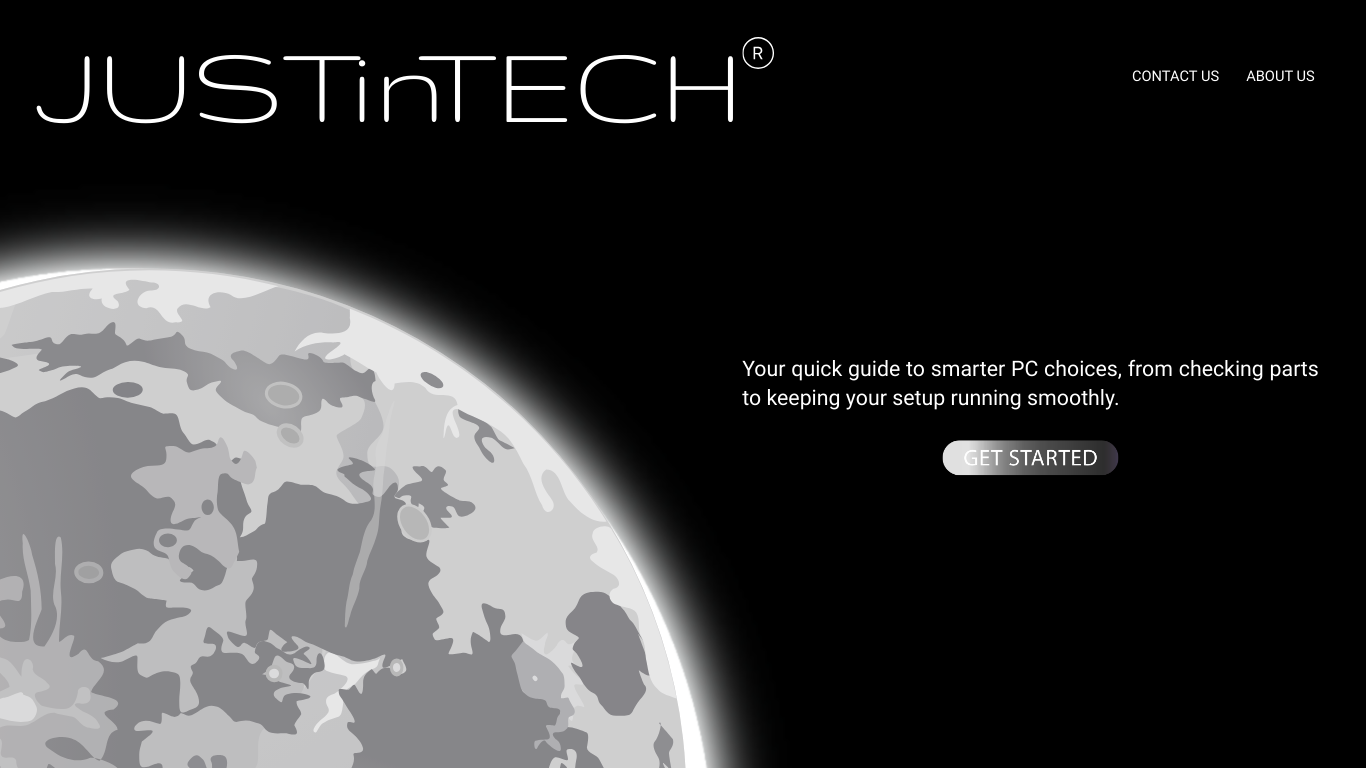 JUSTinTECH®
CONTACT US ABOUT US
Your quick guide to smarter PC choices, from checking parts
to keeping your setup running smoothly.
GET STARTED